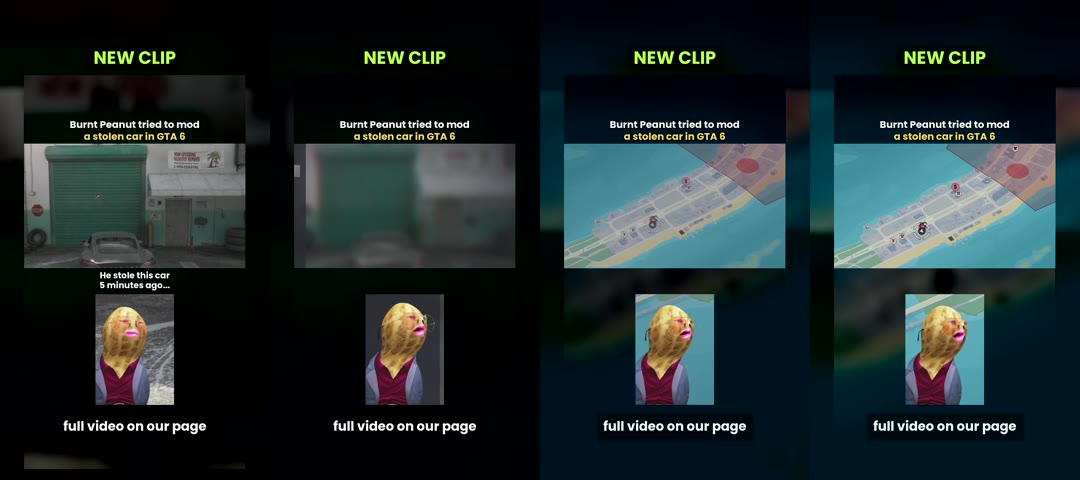 NEW CLIP
Burnt Peanut tried to mod
a stolen car in GTA 6
He stole this car
5 minutes ago...
full video on our page
NEW CLIP
Burnt Peanut tried to mod
a stolen car in GTA 6
full video on our page
NEW CLIP
Burnt Peanut tried to mod
a stolen car in GTA 6
full video on our page
NEW CLIP
Burnt Peanut tried to mod
a stolen car in GTA 6
full video on our page